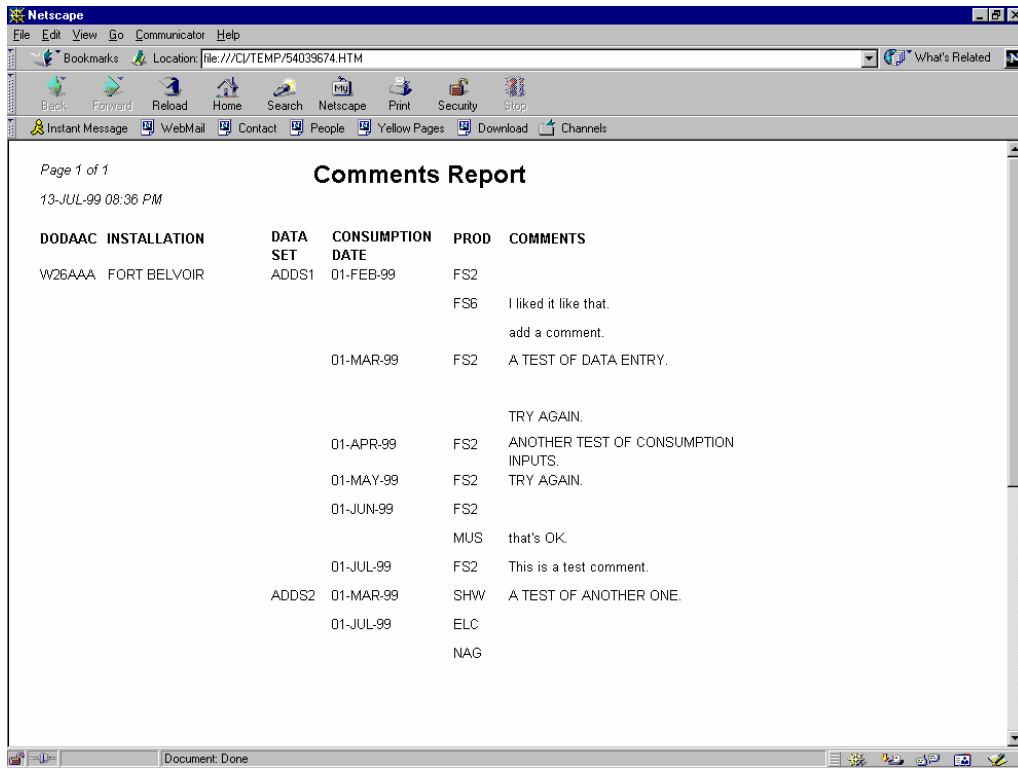 Netscape
File Edit View Go Communicator Help
Bookmarks Location: file:///C|/TEMP/54039674.HTM What's Related
Back Forward Reload Home Search Netscape Print Security Stop
Instant Message WebMail Contact People Yellow Pages Download Channels
Page 1 of 1
Comments Report
13-JUL-99 08:36 PM
DODAAC INSTALLATION DATA SET CONSUMPTION DATE PROD COMMENTS
W26AAA FORT BELVOIR ADDS1 01-FEB-99 FS2
FS6 I liked it like that.
add a comment.
01-MAR-99 FS2 A TEST OF DATA ENTRY.
TRY AGAIN.
01-APR-99 FS2 ANOTHER TEST OF CONSUMPTION
INPUTS.
01-MAY-99 FS2 TRY AGAIN.
01-JUN-99 FS2
MUS that's OK.
01-JUL-99 FS2 This is a test comment.
ADDS2 01-MAR-99 SHW A TEST OF ANOTHER ONE.
01-JUL-99 ELC
NAG
Document: Done